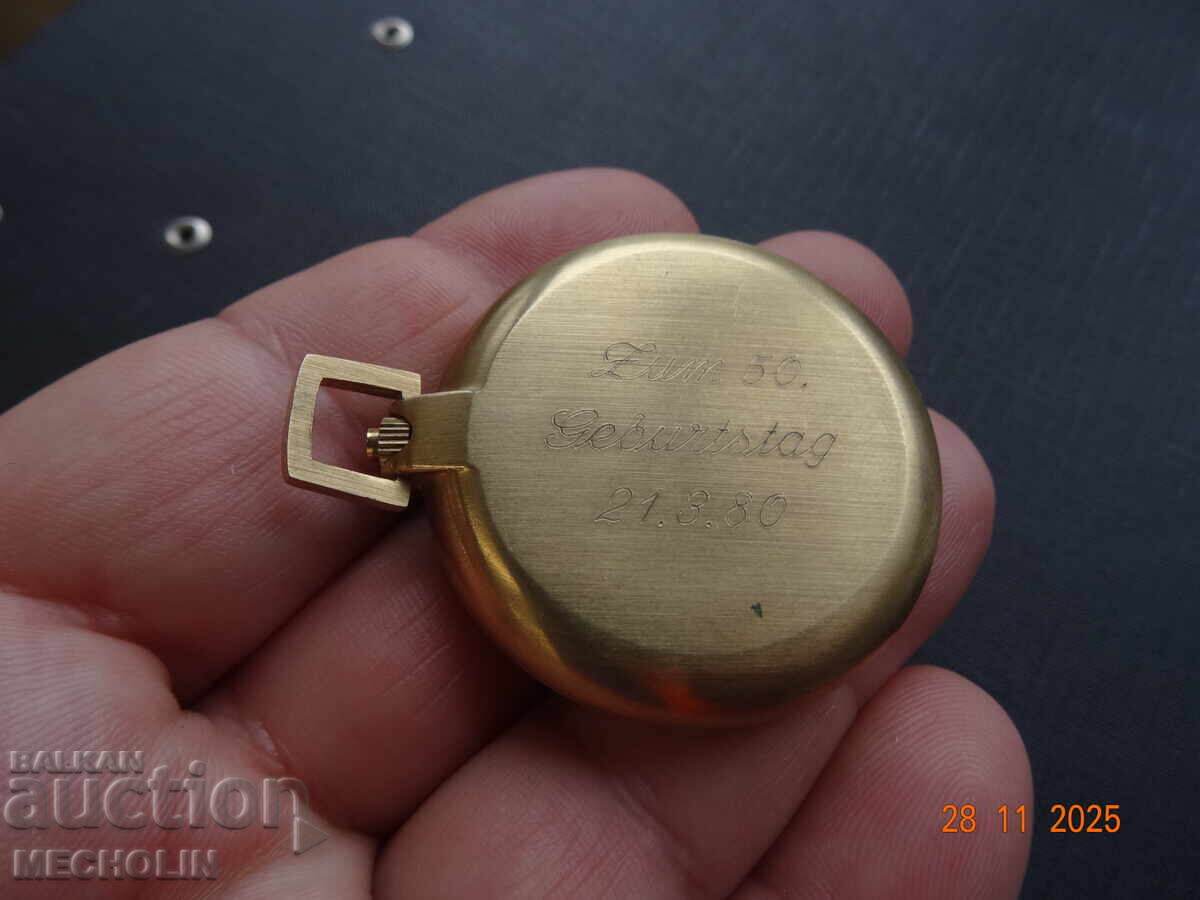 Zum 50.
Geburtstag
21.3.80
BALKAN
auction
MECHOLIN
28 11 2025